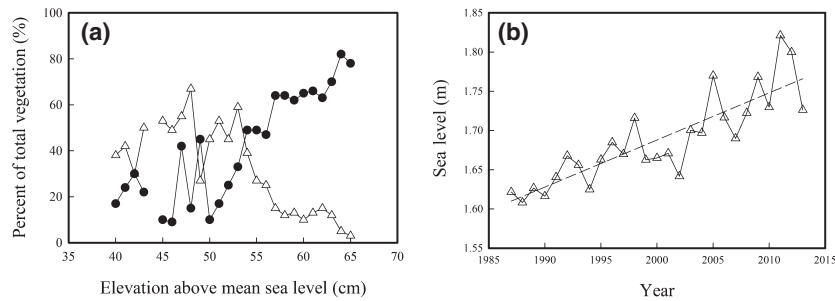 (a)
Percent of total vegetation (%)
100
80
60
40
20
0
35 40 45 50 55 60 65 70
Elevation above mean sea level (cm)
(b)
Sea level (m)
1.85
1.80
1.75
1.70
1.65
1.60
1.55
1985 1990 1995 2000 2005 2010 2015
Year